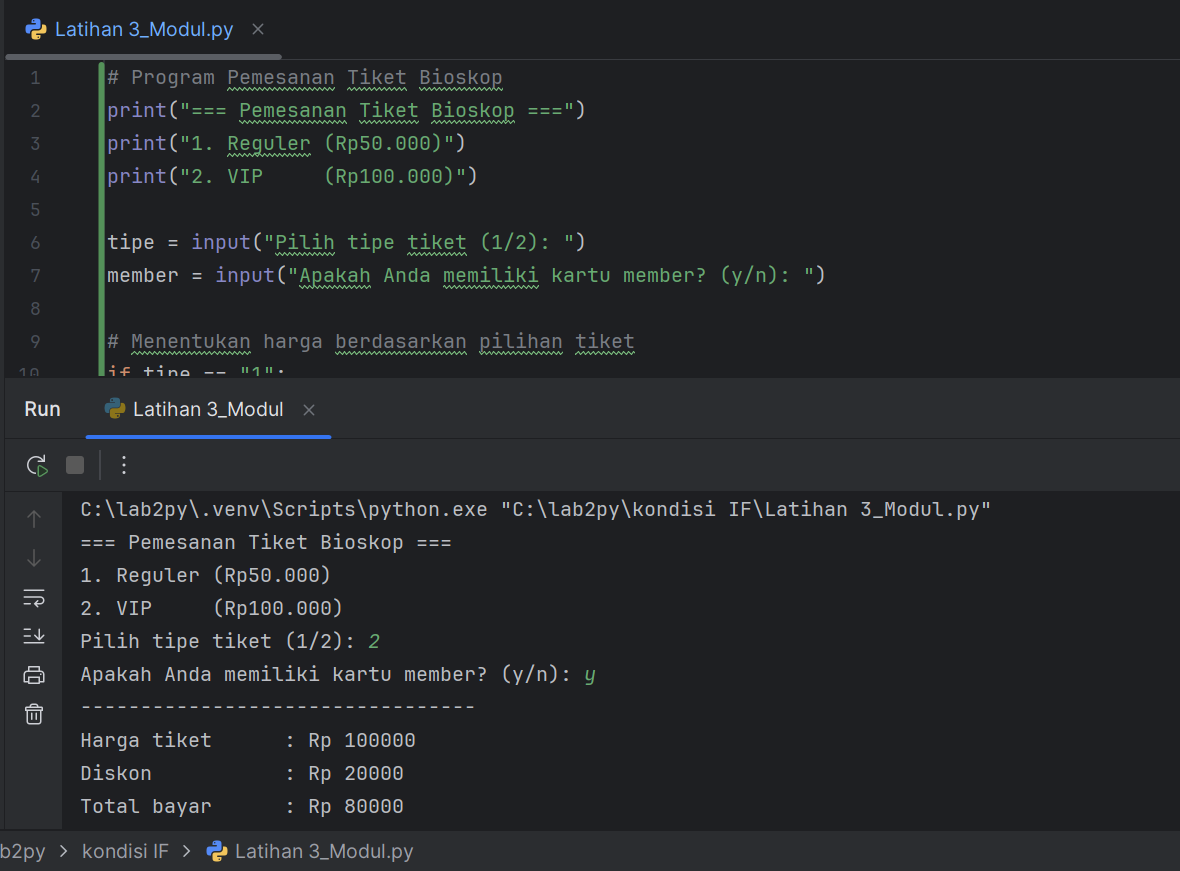 Latihan 3_Modul.py
1 # Program Pemesanan Tiket Bioskop
2 print("=== Pemesanan Tiket Bioskop ===")
3 print("1. Reguler (Rp50.000)")
4 print("2. VIP     (Rp100.000)")
5
6 tipe = input("Pilih tipe tiket (1/2): ")
7 member = input("Apakah Anda memiliki kartu member? (y/n): ")
8
9 # Menentukan harga berdasarkan pilihan tiket
10 if tipe == "1":
Run Latihan 3_Modul
C:\lab2py\.venv\Scripts\python.exe "C:\lab2py\kondisi IF\Latihan 3_Modul.py"
=== Pemesanan Tiket Bioskop ===
1. Reguler (Rp50.000)
2. VIP     (Rp100.000)
Pilih tipe tiket (1/2): 2
Apakah Anda memiliki kartu member? (y/n): y
---------------------------------
Harga tiket      : Rp 100000
Diskon           : Rp 20000
Total bayar      : Rp 80000
b2py > kondisi IF > Latihan 3_Modul.py